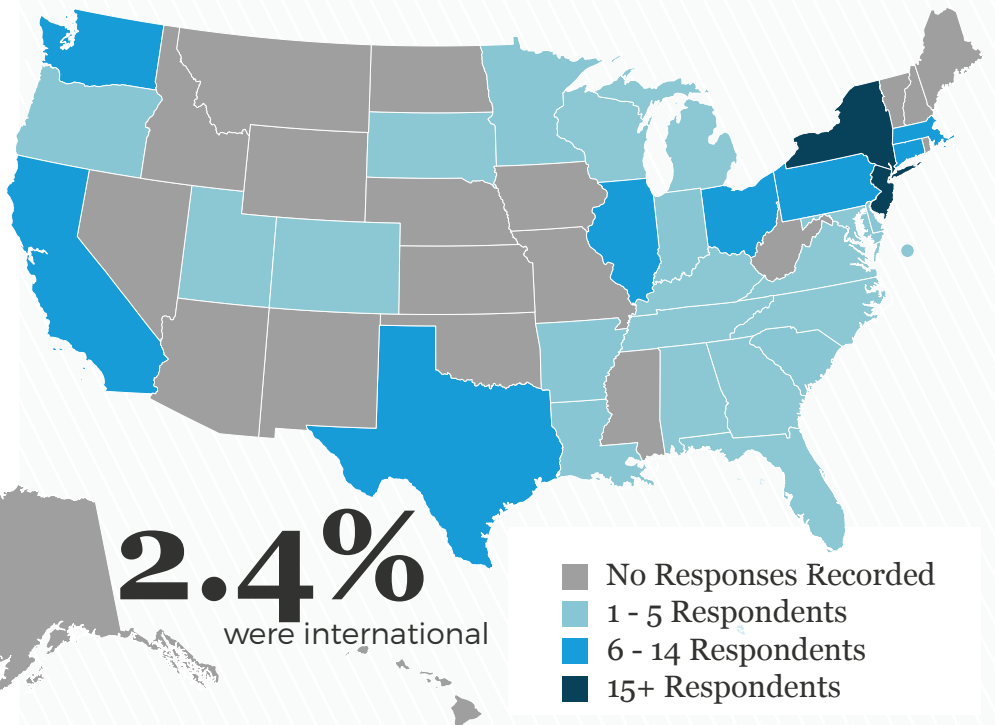 2.4%
were international
No Responses Recorded
1 - 5 Respondents
6 - 14 Respondents
15+ Respondents